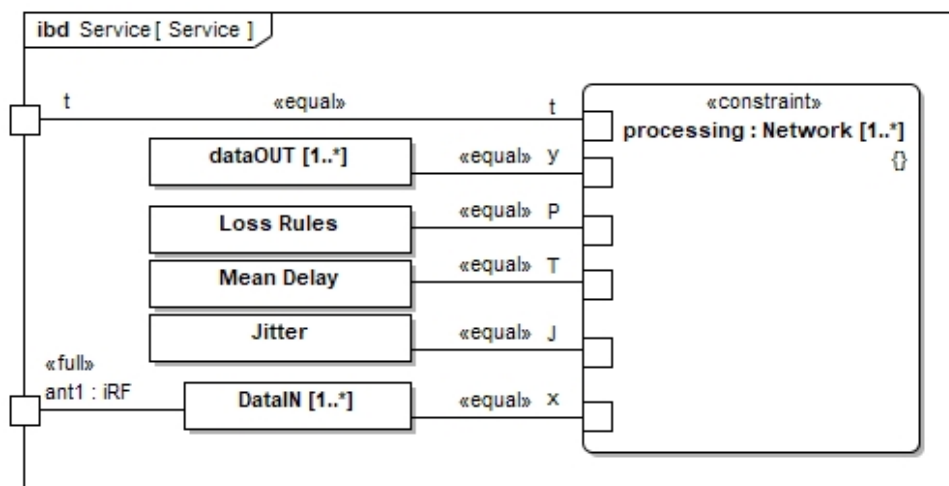 ibd Service [ Service ]
t «equal» t
«constraint»
processing : Network [1..*]
{}
dataOUT [1..*] «equal» y
Loss Rules «equal» P
Mean Delay «equal» T
Jitter «equal» J
«full»
ant1 : iRF
DataIN [1..*] «equal» x